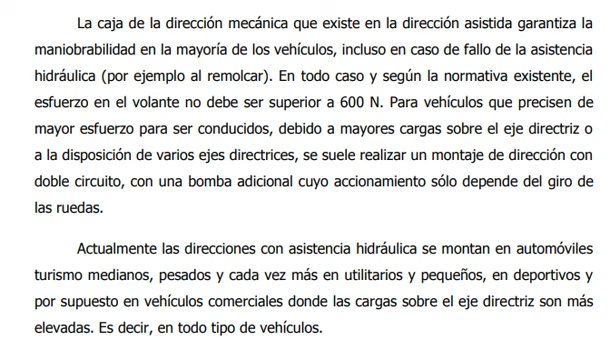 La caja de la dirección mecánica que existe en la dirección asistida garantiza la
maniobrabilidad en la mayoría de los vehículos, incluso en caso de fallo de la asistencia
hidráulica (por ejemplo al remolcar). En todo caso y según la normativa existente, el
esfuerzo en el volante no debe ser superior a 600 N. Para vehículos que precisen de
mayor esfuerzo para ser conducidos, debido a mayores cargas sobre el eje directriz o
a la disposición de varios ejes directrices, se suele realizar un montaje de dirección con
doble circuito, con una bomba adicional cuyo accionamiento sólo depende del giro de
las ruedas.
Actualmente las direcciones con asistencia hidráulica se montan en automóviles
turismo medianos, pesados y cada vez más en utilitarios y pequeños, en deportivos y
por supuesto en vehículos comerciales donde las cargas sobre el eje directriz son más
elevadas. Es decir, en todo tipo de vehículos.